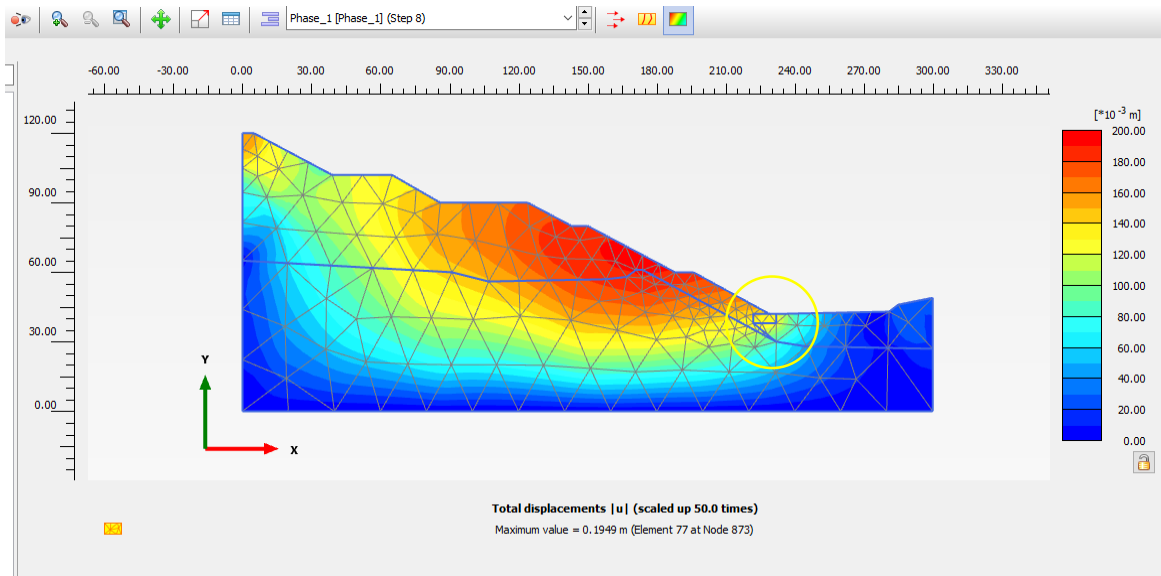 Phase_1 [Phase_1] (Step 8)
-60.00 -30.00 0.00 30.00 60.00 90.00 120.00 150.00 180.00 210.00 240.00 270.00 300.00 330.00
[*10 -3 m]
120.00
90.00
60.00
30.00
0.00
Y
X
200.00
180.00
160.00
140.00
120.00
100.00
80.00
60.00
40.00
20.00
0.00
Total displacements |u| (scaled up 50.0 times)
Maximum value = 0.1949 m (Element 77 at Node 873)